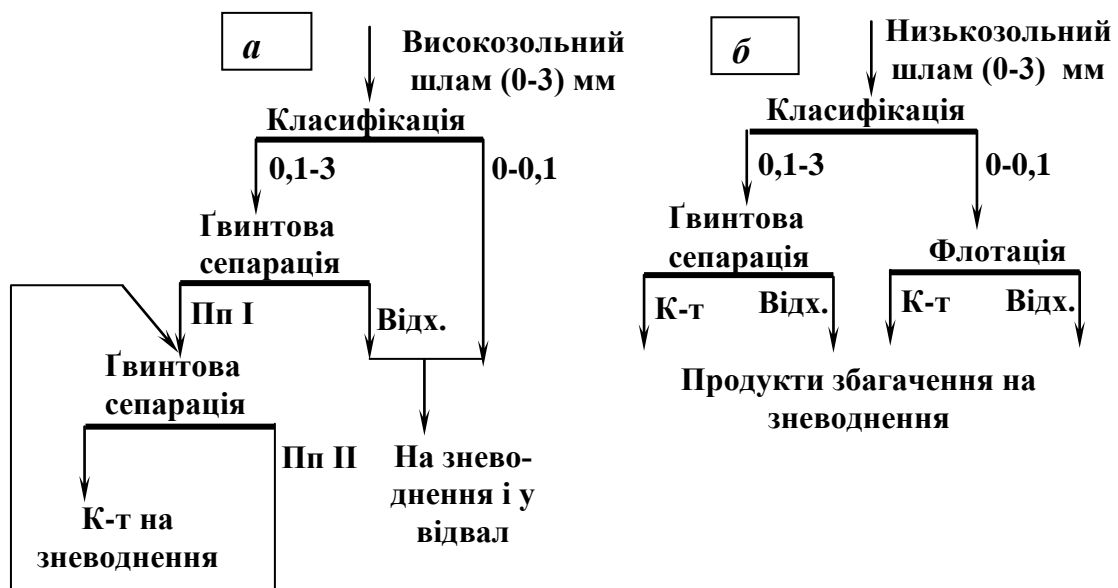 а
Високозольний
шлам (0-3) мм
Класифікація
0,1-3
0-0,1
Ґвинтова
сепарація
Пп I
Відх.
Ґвинтова
сепарація
Пп II
К-т на
зневоднення
На знево-
днення і у
відвал
б
Низькозольний
шлам (0-3) мм
Класифікація
0,1-3
0-0,1
Ґвинтова
сепарація
Флотація
К-т
Відх.
К-т
Відх.
Продукти збагачення на
зневоднення